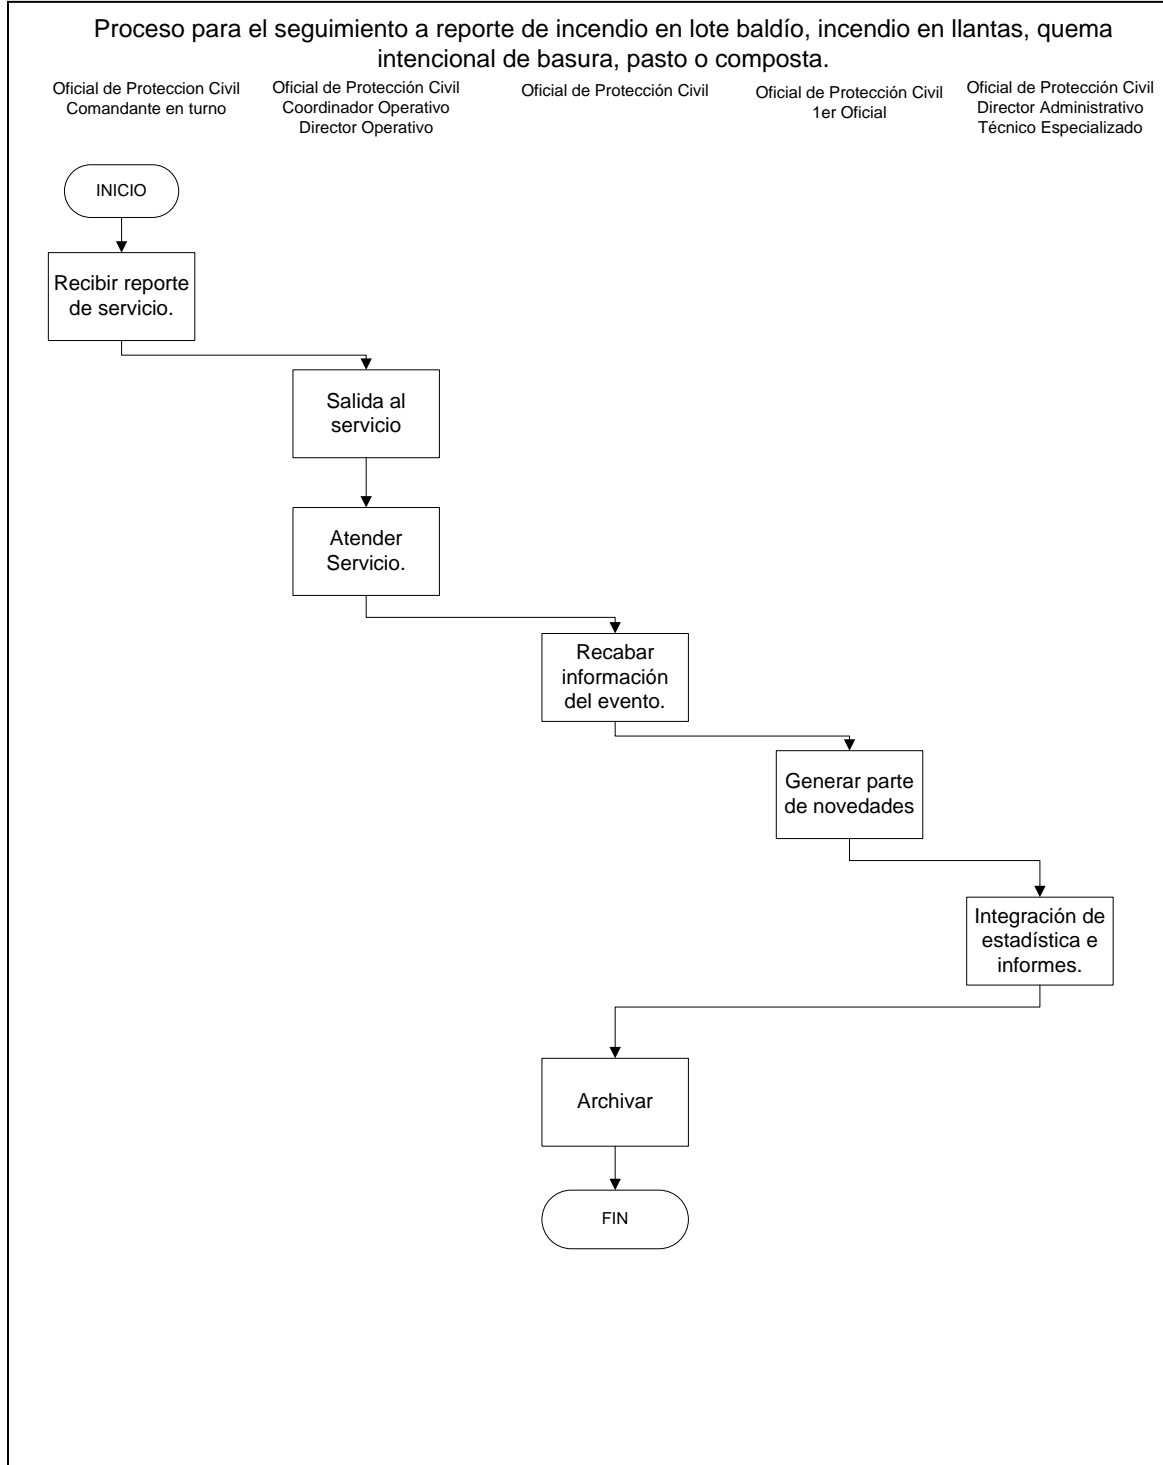 Proceso para el seguimiento a reporte de incendio en lote baldío, incendio en llantas, quema
intencional de basura, pasto o composta.
Oficial de Proteccion Civil
Comandante en turno
Oficial de Protección Civil
Coordinador Operativo
Director Operativo
Oficial de Protección Civil
Oficial de Protección Civil
1er Oficial
Oficial de Protección Civil
Director Administrativo
Técnico Especializado
INICIO
Recibir reporte
de servicio.
Salida al
servicio
Atender
Servicio.
Recabar
información
del evento.
Generar parte
de novedades
Integración de
estadística e
informes.
Archivar
FIN